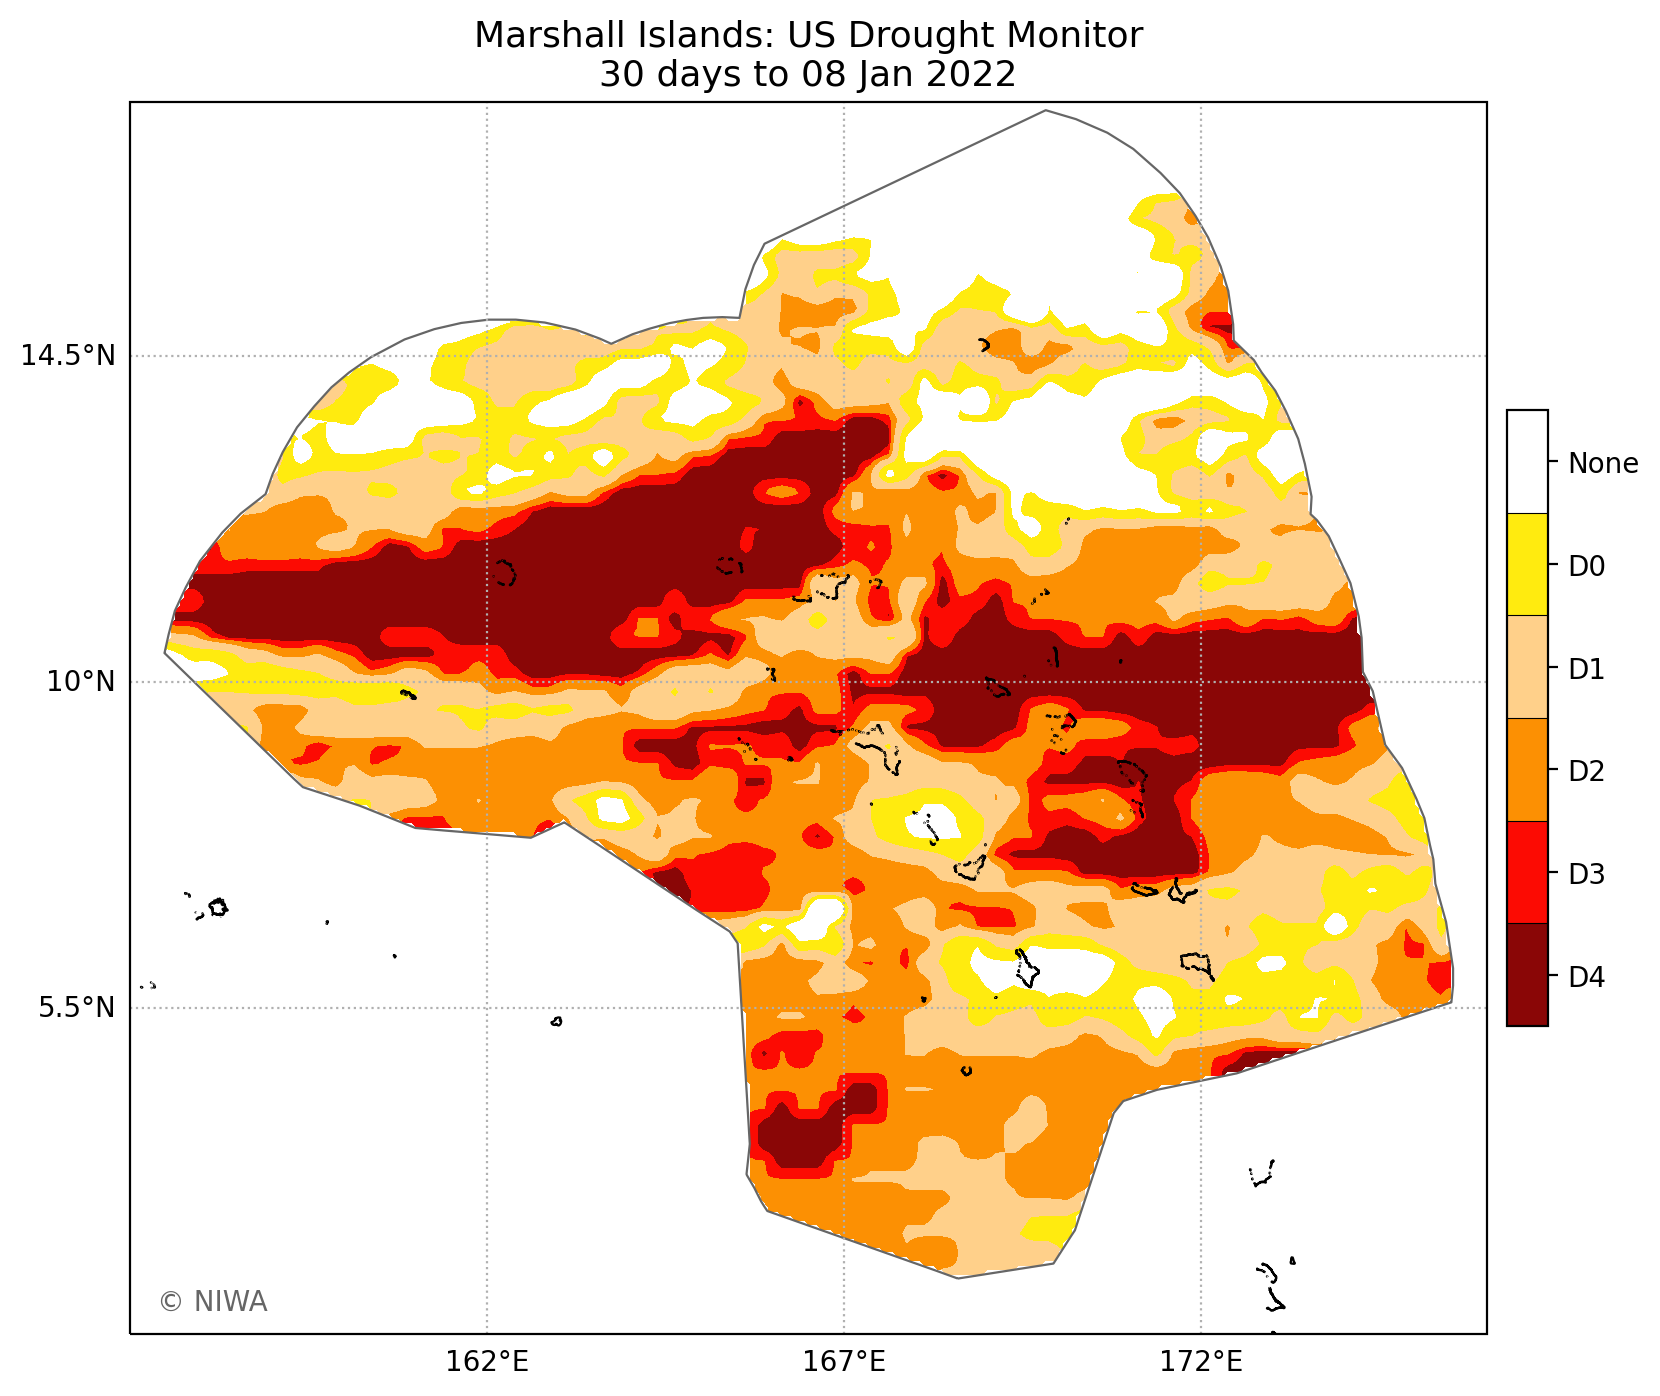 Marshall Islands: US Drought Monitor
30 days to 08 Jan 2022
14.5°N
10°N
5.5°N
162°E
167°E
172°E
None
D0
D1
D2
D3
D4
© NIWA